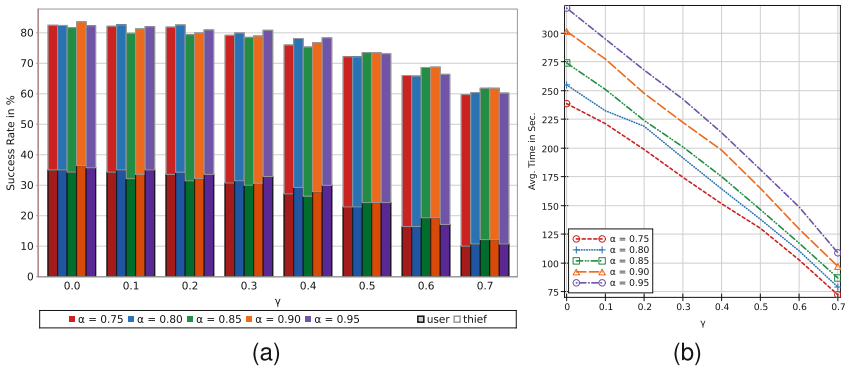 Success Rate in %
80
70
60
50
40
30
20
10
0
0.0 0.1 0.2 0.3 0.4 0.5 0.6 0.7
γ
α = 0.75 α = 0.80 α = 0.85 α = 0.90 α = 0.95 user thief
(a)
Avg. Time in Sec.
300
275
250
225
200
175
150
125
100
75
α = 0.75
α = 0.80
α = 0.85
α = 0.90
α = 0.95
0 0.1 0.2 0.3 0.4 0.5 0.6 0.7
γ
(b)